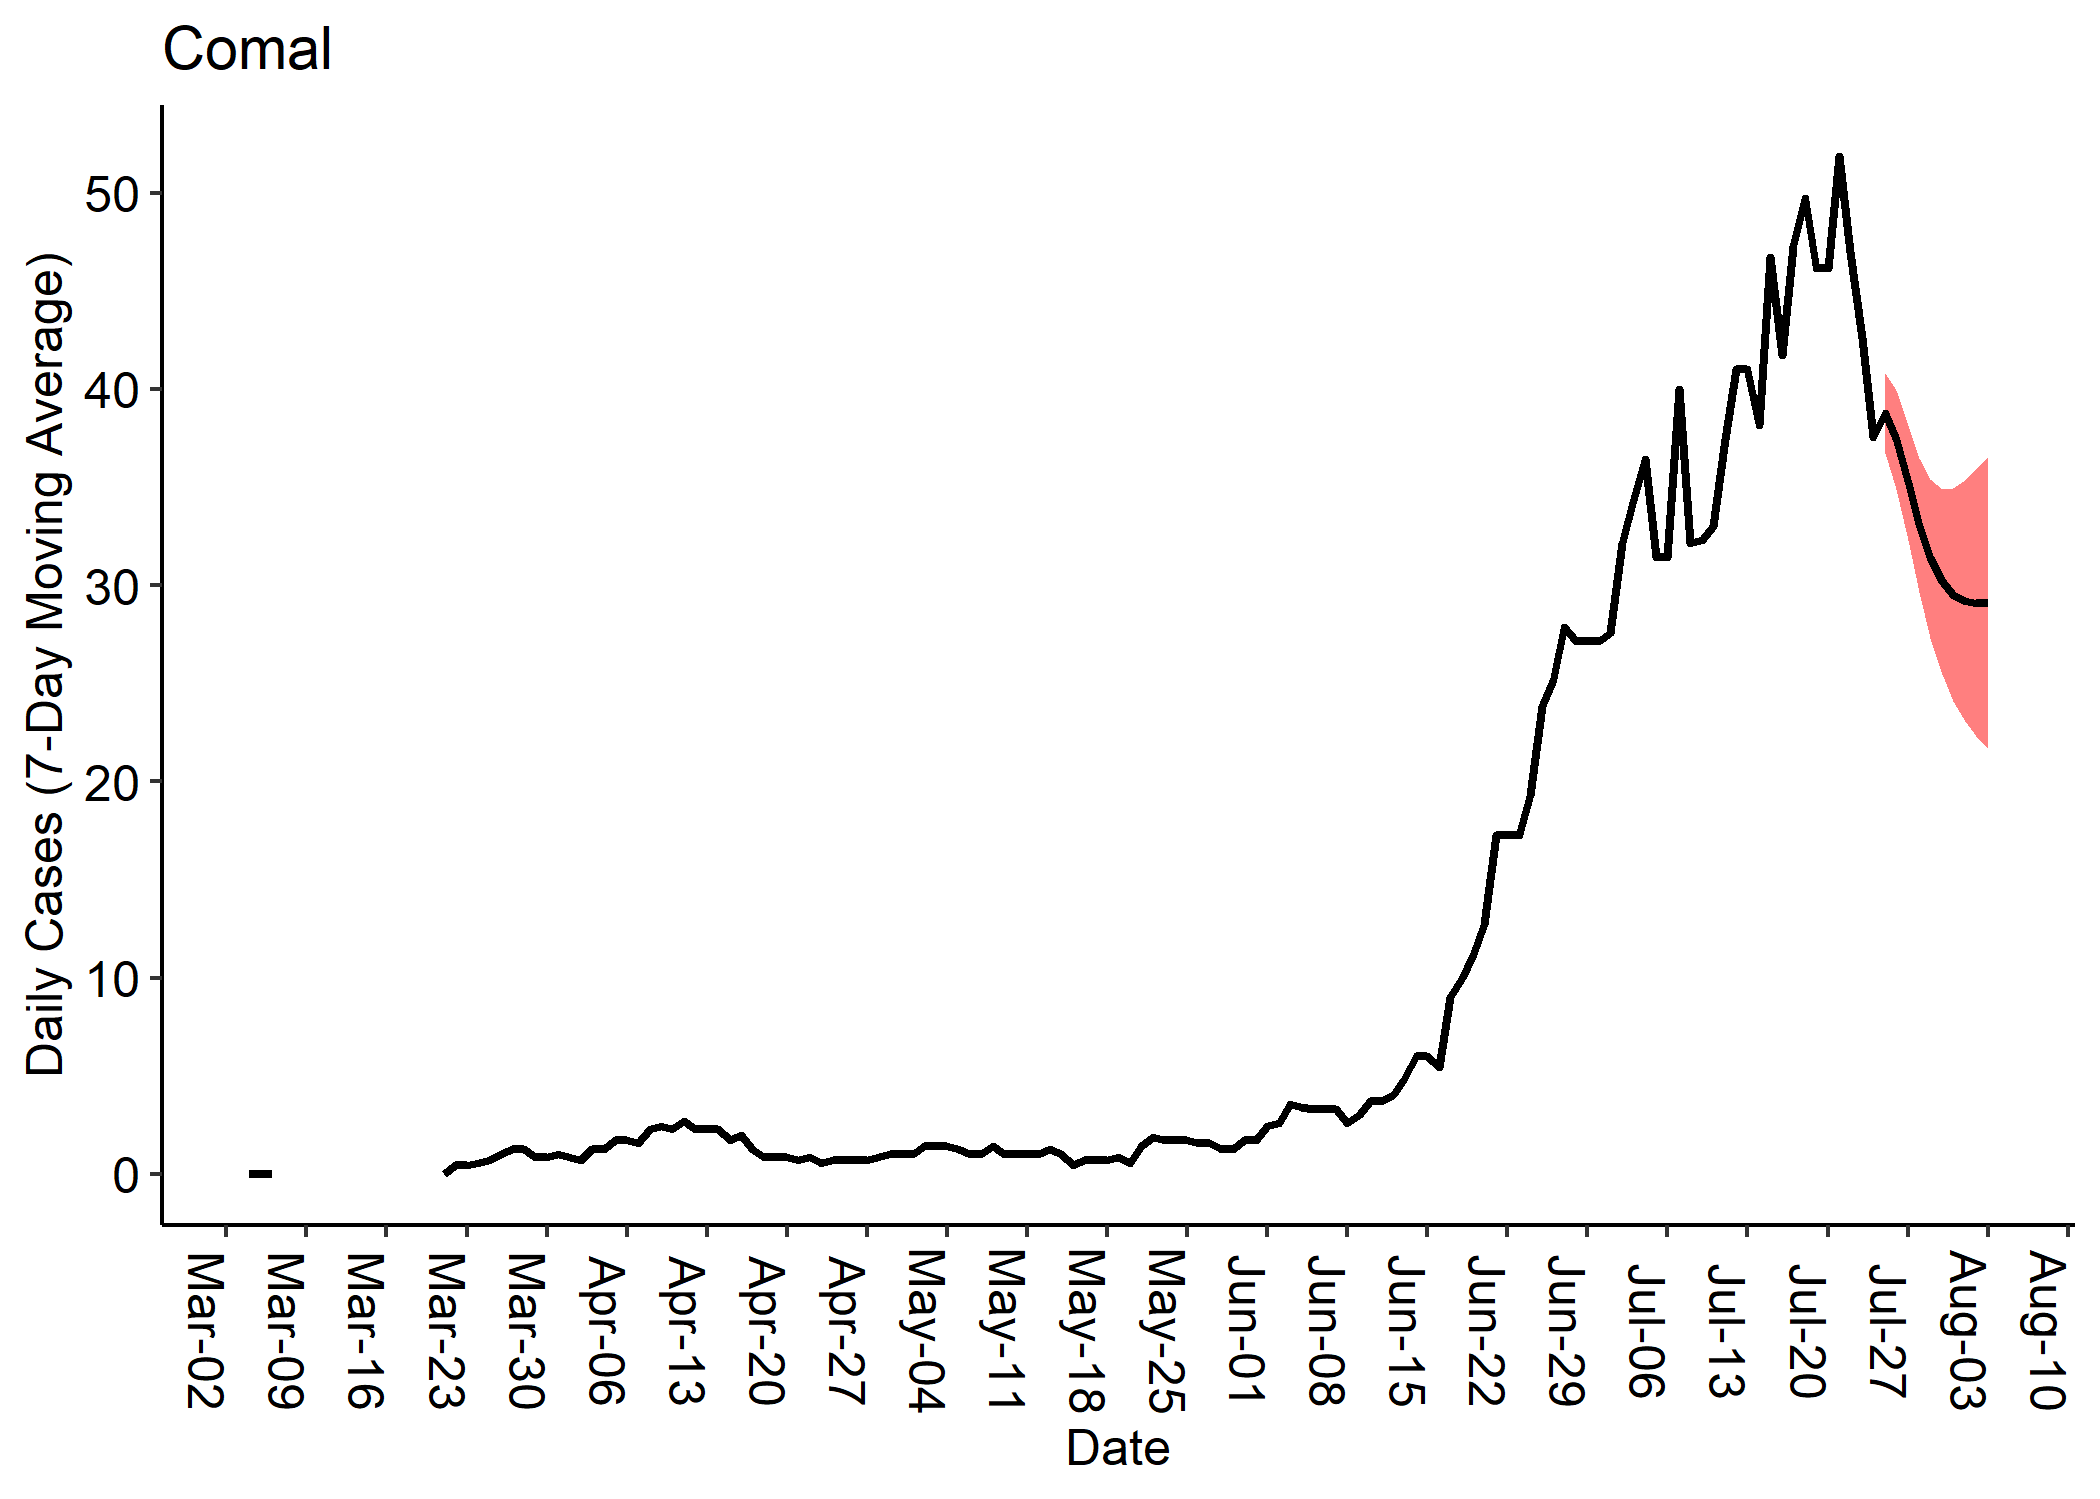 Comal
Daily Cases (7-Day Moving Average)
50
40
30
20
10
0
Mar-02
Mar-09
Mar-16
Mar-23
Mar-30
Apr-06
Apr-13
Apr-20
Apr-27
May-04
May-11
May-18
May-25
Jun-01
Jun-08
Jun-15
Jun-22
Jun-29
Jul-06
Jul-13
Jul-20
Jul-27
Aug-03
Aug-10
Date